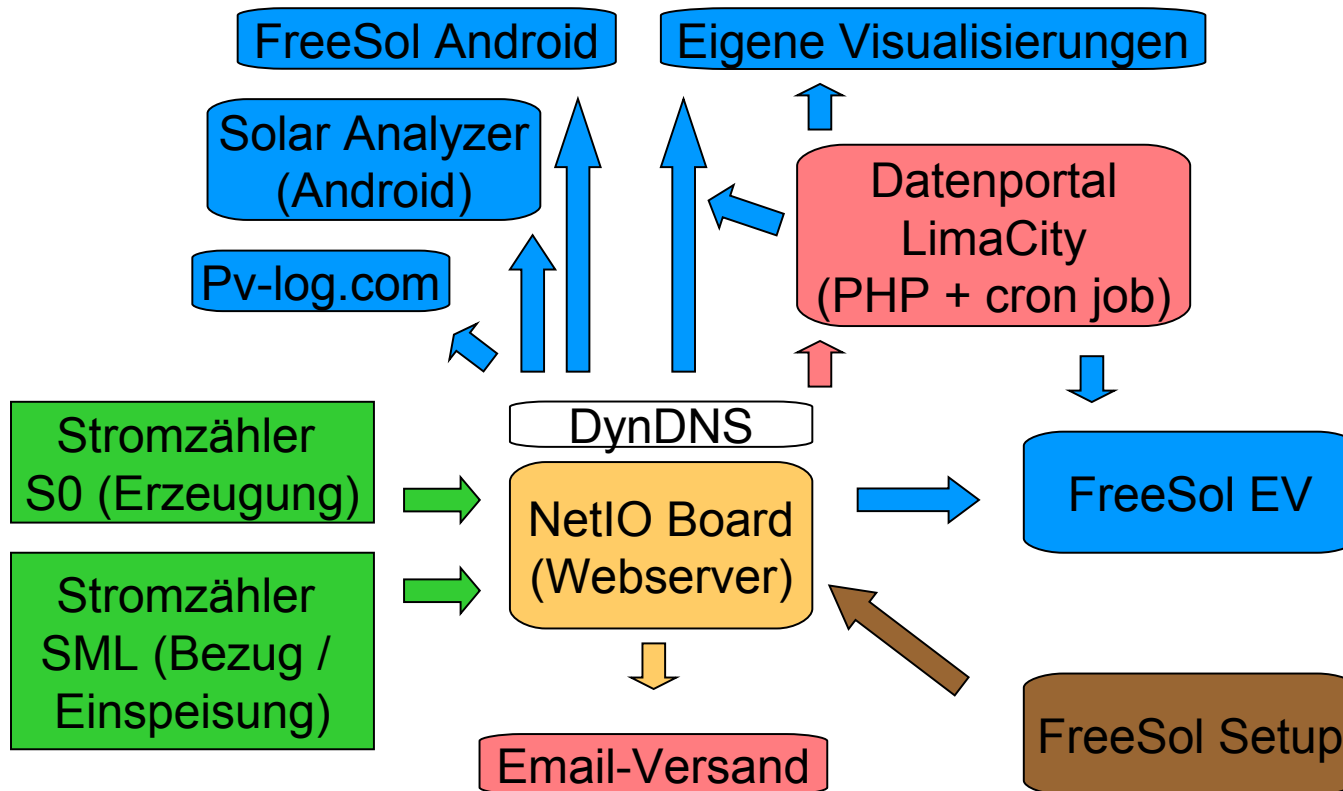 FreeSol Android
Eigene Visualisierungen
Solar Analyzer
(Android)
Datenportal
LimaCity
(PHP + cron job)
Pv-log.com
DynDNS
Stromzähler
S0 (Erzeugung)
NetIO Board
(Webserver)
FreeSol EV
Stromzähler
SML (Bezug /
Einspeisung)
FreeSol Setup
Email-Versand